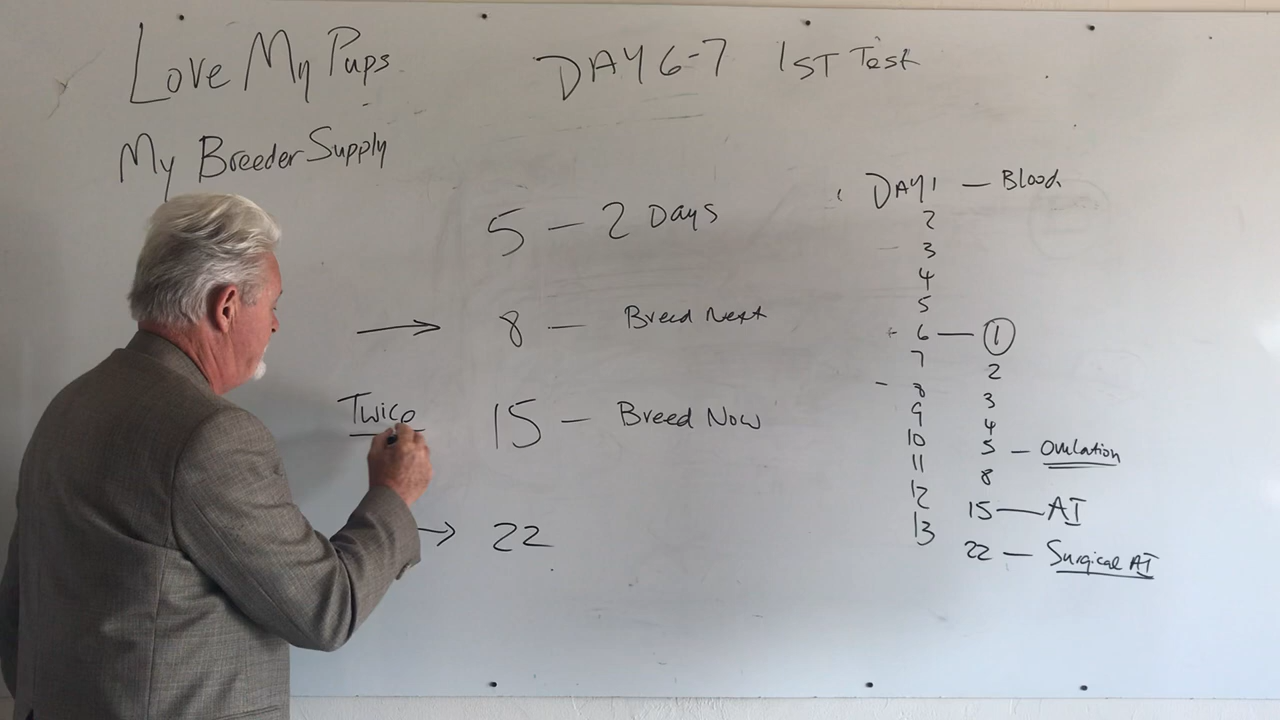 Love My Pups
DAY 6-7 1ST Test
My Breeder Supply
5 - 2 Days
→ 8 - Breed Next
Twice 15 - Breed Now
→ 22
DAY 1 - Blood
2
3
4
5
6 - 1
7 2
8 3
9 4
10 5 - Ovulation
11 8
12 15 - AI
13 22 - Surgical AI